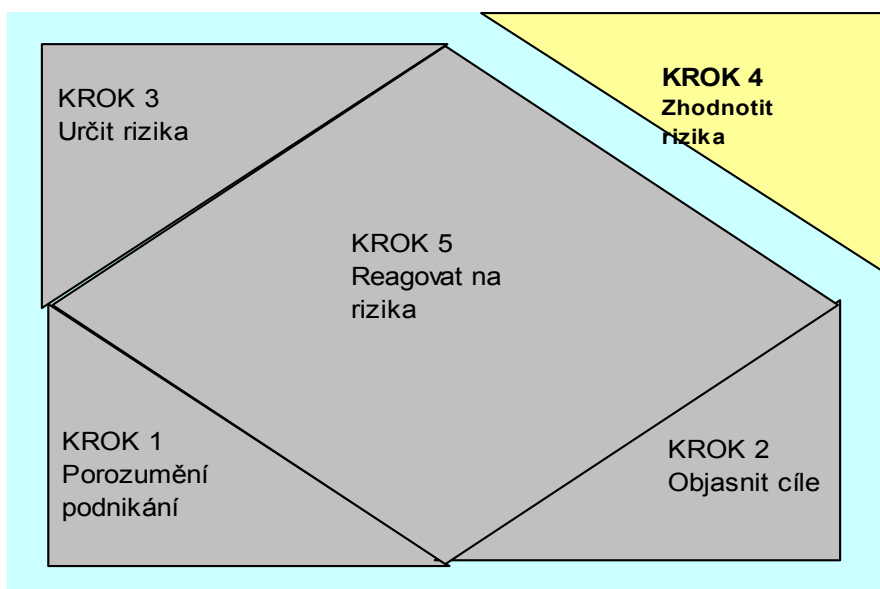 KROK 3
Určit rizika
KROK 4
Zhodnotit
rizika
KROK 5
Reagovat na
rizika
KROK 1
Porozumění
podnikání
KROK 2
Objasnit cíle